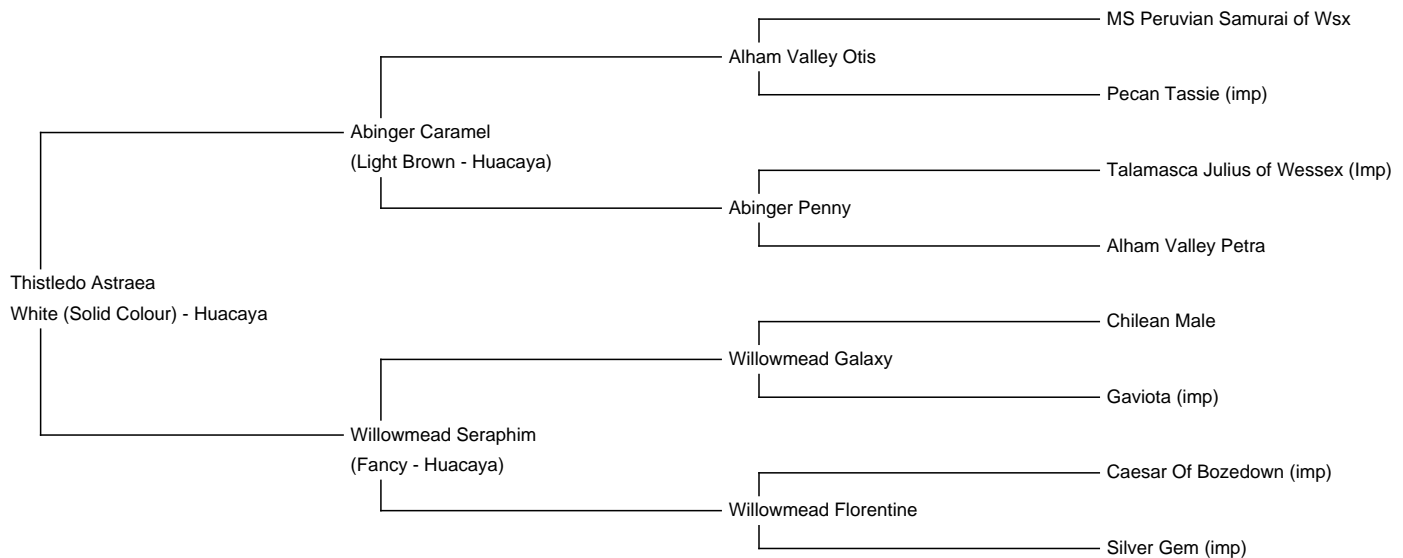 MS Peruvian Samurai of Wsx
Alham Valley Otis
Pecan Tassie (imp)
Abinger Caramel
(Light Brown - Huacaya)
Talamasca Julius of Wessex (Imp)
Abinger Penny
Alham Valley Petra
Thistledo Astraea
White (Solid Colour) - Huacaya
Chilean Male
Willowmead Galaxy
Gaviota (imp)
Willowmead Seraphim
(Fancy - Huacaya)
Caesar Of Bozedown (imp)
Willowmead Florentine
Silver Gem (imp)